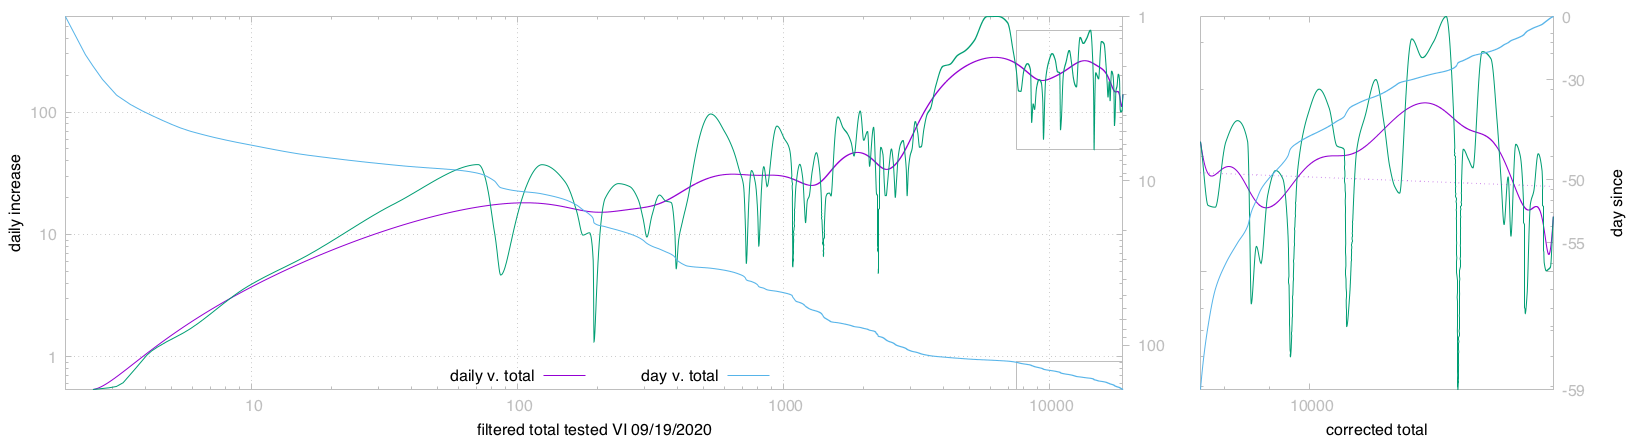 daily increase
100
10
1
10
100
1000
10000
filtered total tested VI 09/19/2020
daily v. total
day v. total
1
10
100
0
-30
-50
-55
-59
day since
10000
corrected total